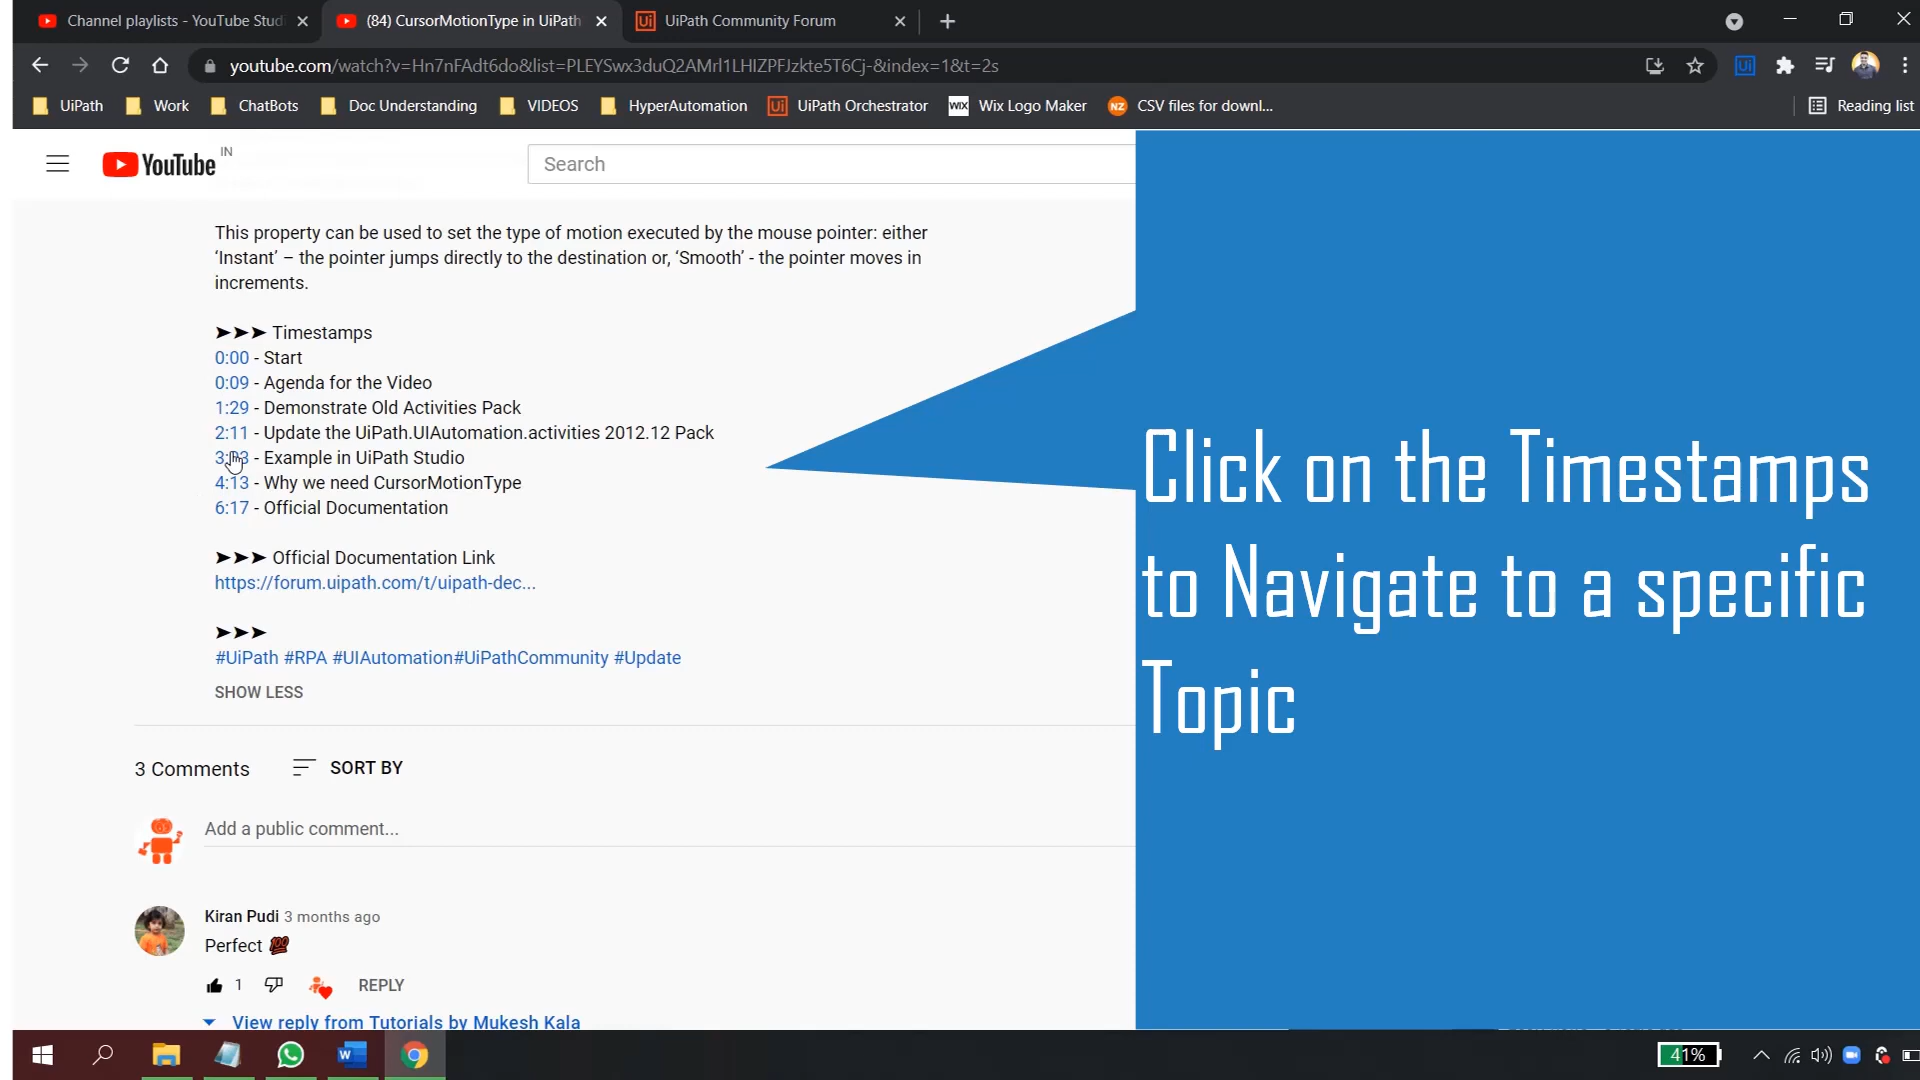 Channel playlists - YouTube Studi
(84) CursorMotionType in UiPath
UiPath Community Forum
youtube.com/watch?v=Hn7nFAdt6do&list=PLEYSwx3duQ2AMrl1LHIZPFJzkte5T6Cj-&index=1&t=2s
UiPath
Work
ChatBots
Doc Understanding
VIDEOS
HyperAutomation
UiPath Orchestrator
WIX Wix Logo Maker
NZ CSV files for downl...
Reading list
YouTube IN
Search
This property can be used to set the type of motion executed by the mouse pointer: either
‘Instant’ – the pointer jumps directly to the destination or, ‘Smooth’ - the pointer moves in
increments.
➤➤➤ Timestamps
0:00 - Start
0:09 - Agenda for the Video
1:29 - Demonstrate Old Activities Pack
2:11 - Update the UiPath.UIAutomation.activities 2012.12 Pack
- Example in UiPath Studio
4:13 - Why we need CursorMotionType
6:17 - Official Documentation
➤➤➤ Official Documentation Link
https://forum.uipath.com/t/uipath-dec...
➤➤➤
#UiPath #RPA #UIAutomation#UiPathCommunity #Update
SHOW LESS
3 Comments
SORT BY
Add a public comment...
Kiran Pudi 3 months ago
Perfect 💯
1
REPLY
View reply from Tutorials by Mukesh Kala
Click on the Timestamps
to Navigate to a specific
Topic
41%